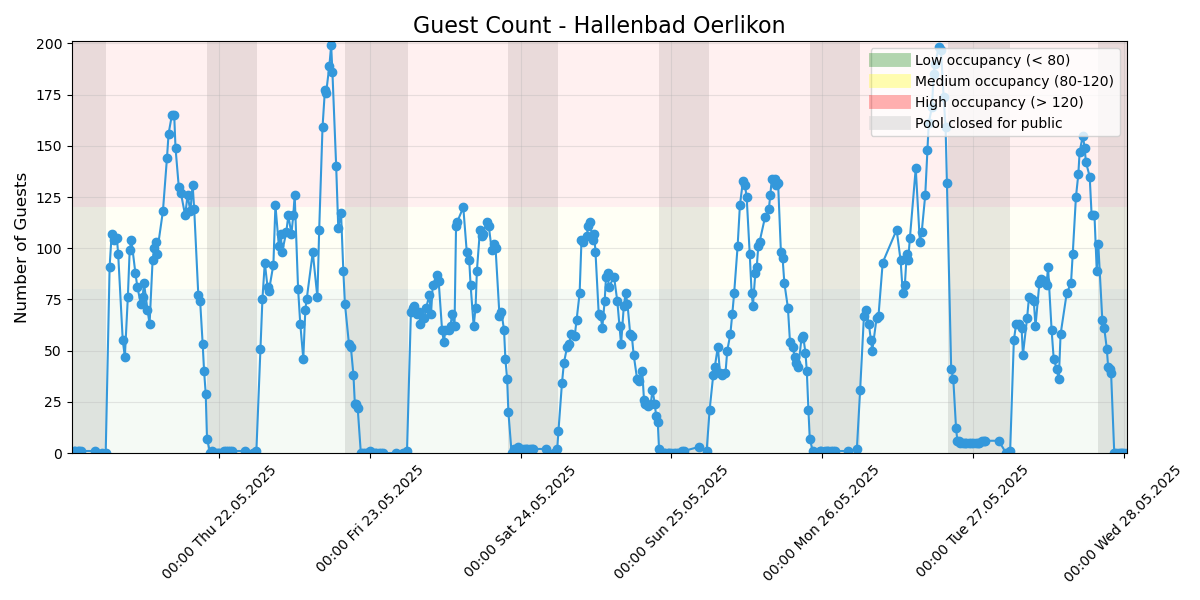 Guest Count - Hallenbad Oerlikon
Number of Guests
200
175
150
125
100
75
50
25
0
Low occupancy (< 80)
Medium occupancy (80-120)
High occupancy (> 120)
Pool closed for public
00:00 Thu 22.05.2025
00:00 Fri 23.05.2025
00:00 Sat 24.05.2025
00:00 Sun 25.05.2025
00:00 Mon 26.05.2025
00:00 Tue 27.05.2025
00:00 Wed 28.05.2025